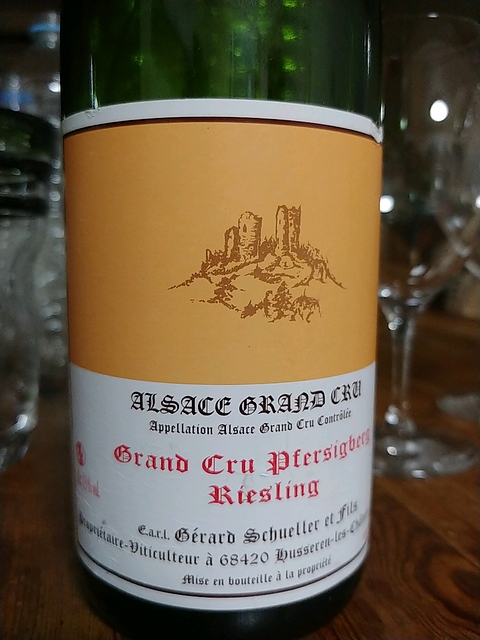 ALSACE GRAND CRU
Appellation Alsace Grand Cru Contrôlée
Grand Cru Pfersigberg
Riesling
E.a.r.l. Gérard Schueller et Fils
Propriétaire-Viticulteur à 68420 Husseren-les-
Mise en bouteille à la propriété